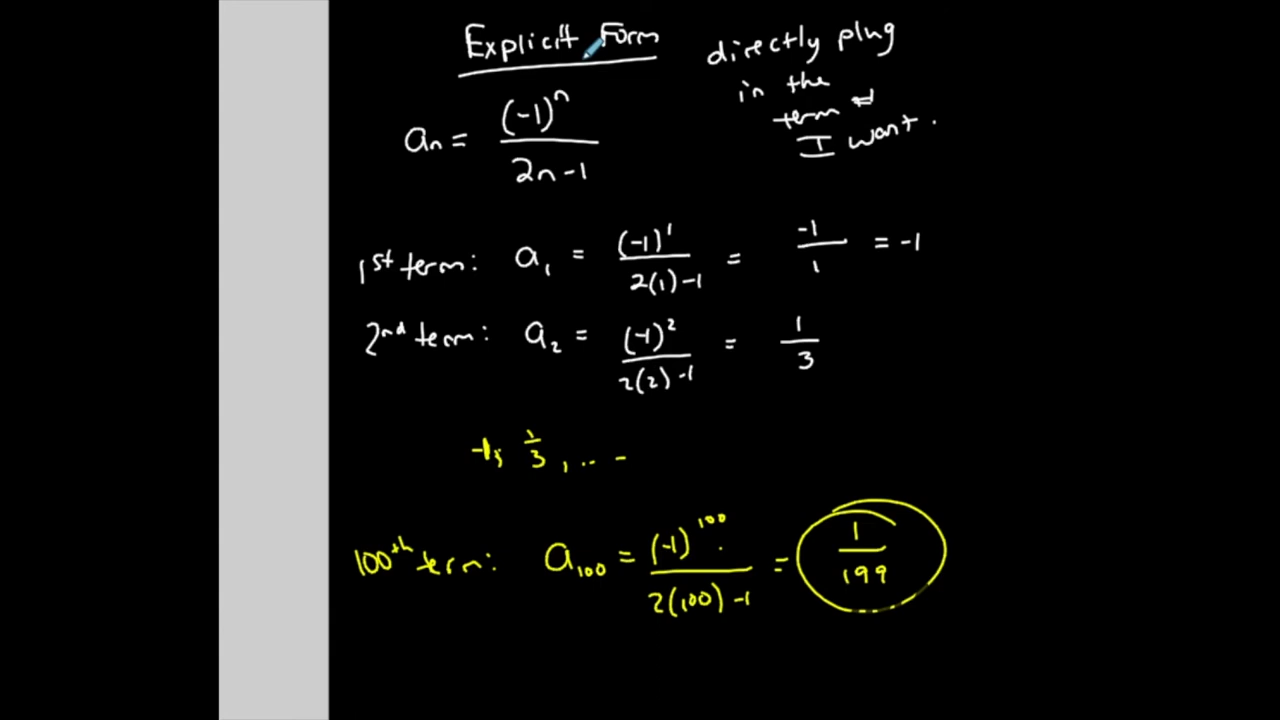 Explicit Form
directly plug
in the
term #
I want.
aₙ = (-1)ⁿ / 2n-1
1st term: a₁ = (-1)¹ / 2(1)-1 = -1/1 = -1
2nd term: a₂ = (-1)² / 2(2)-1 = 1/3
-1, 1/3, ...-
100th term: a₁₀₀ = (-1)¹⁰⁰ / 2(100)-1 = 1/199